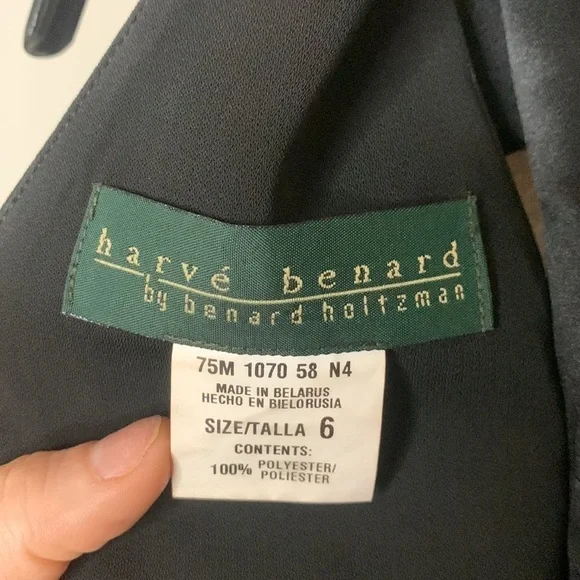 harvé benard
by benard holtzman
75M 1070 58 N4
MADE IN BELARUS
HECHO EN BIELORUSIA
SIZE/TALLA 6
CONTENTS:
100% POLYESTER/
POLIESTER